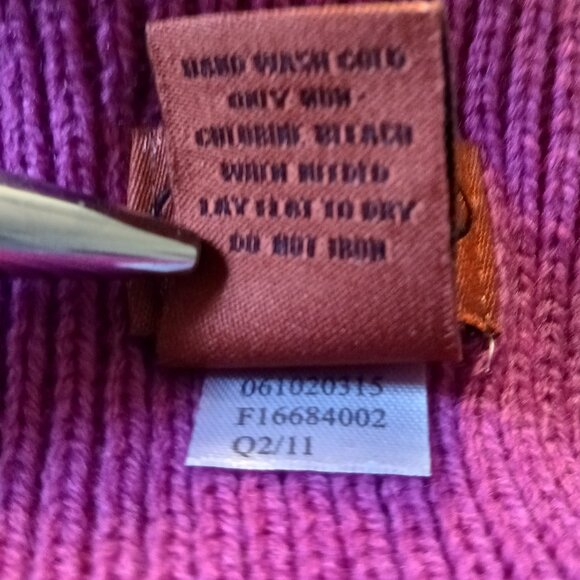 HAND WASH COLD
ONLY NON-
CHLORINE BLEACH
WHEN NEEDED
LAY FLAT TO DRY
DO NOT IRON
061020315
F16684002
Q2/11